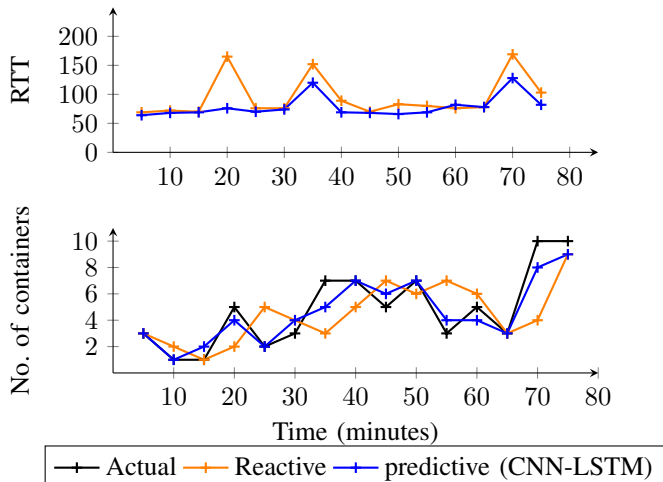 RTT
200
150
100
50
0
10 20 30 40 50 60 70 80
No. of containers
10
8
6
4
2
10 20 30 40 50 60 70 80
Time (minutes)
Actual Reactive predictive (CNN-LSTM)